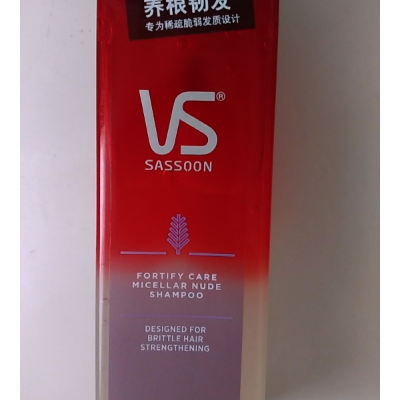 养根韧发
专为稀疏脆弱发质设计
VS®
SASSOON
FORTIFY CARE
MICELLAR NUDE
SHAMPOO
DESIGNED FOR
BRITTLE HAIR
STRENGTHENING